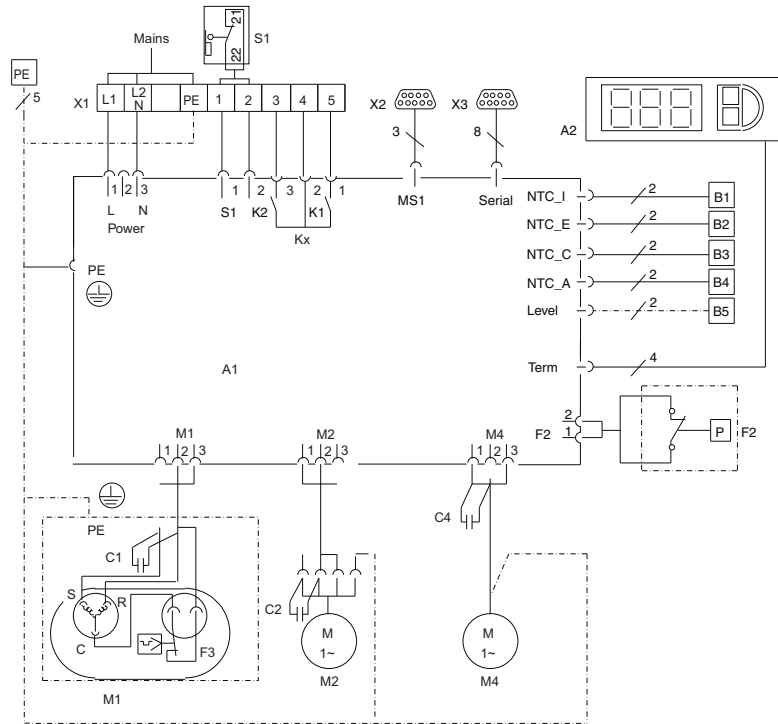 Mains
21
22
S1
PE
5
X1
L1
L2
N
PE
1
2
3
4
5
X2
X3
A2
3
8
1
2
3
1
2
3
2
1
MS1
Serial
L
N
S1
K2
K1
Power
Kx
NTC_I
2
B1
NTC_E
2
B2
NTC_C
2
B3
NTC_A
2
B4
Level
2
B5
PE
Term
4
A1
2
1
F2
P
F2
M1
1
2
3
M2
1
2
3
M4
1
2
3
PE
C1
C4
S
R
C2
C
F3
M
1~
M
1~
M1
M2
M4